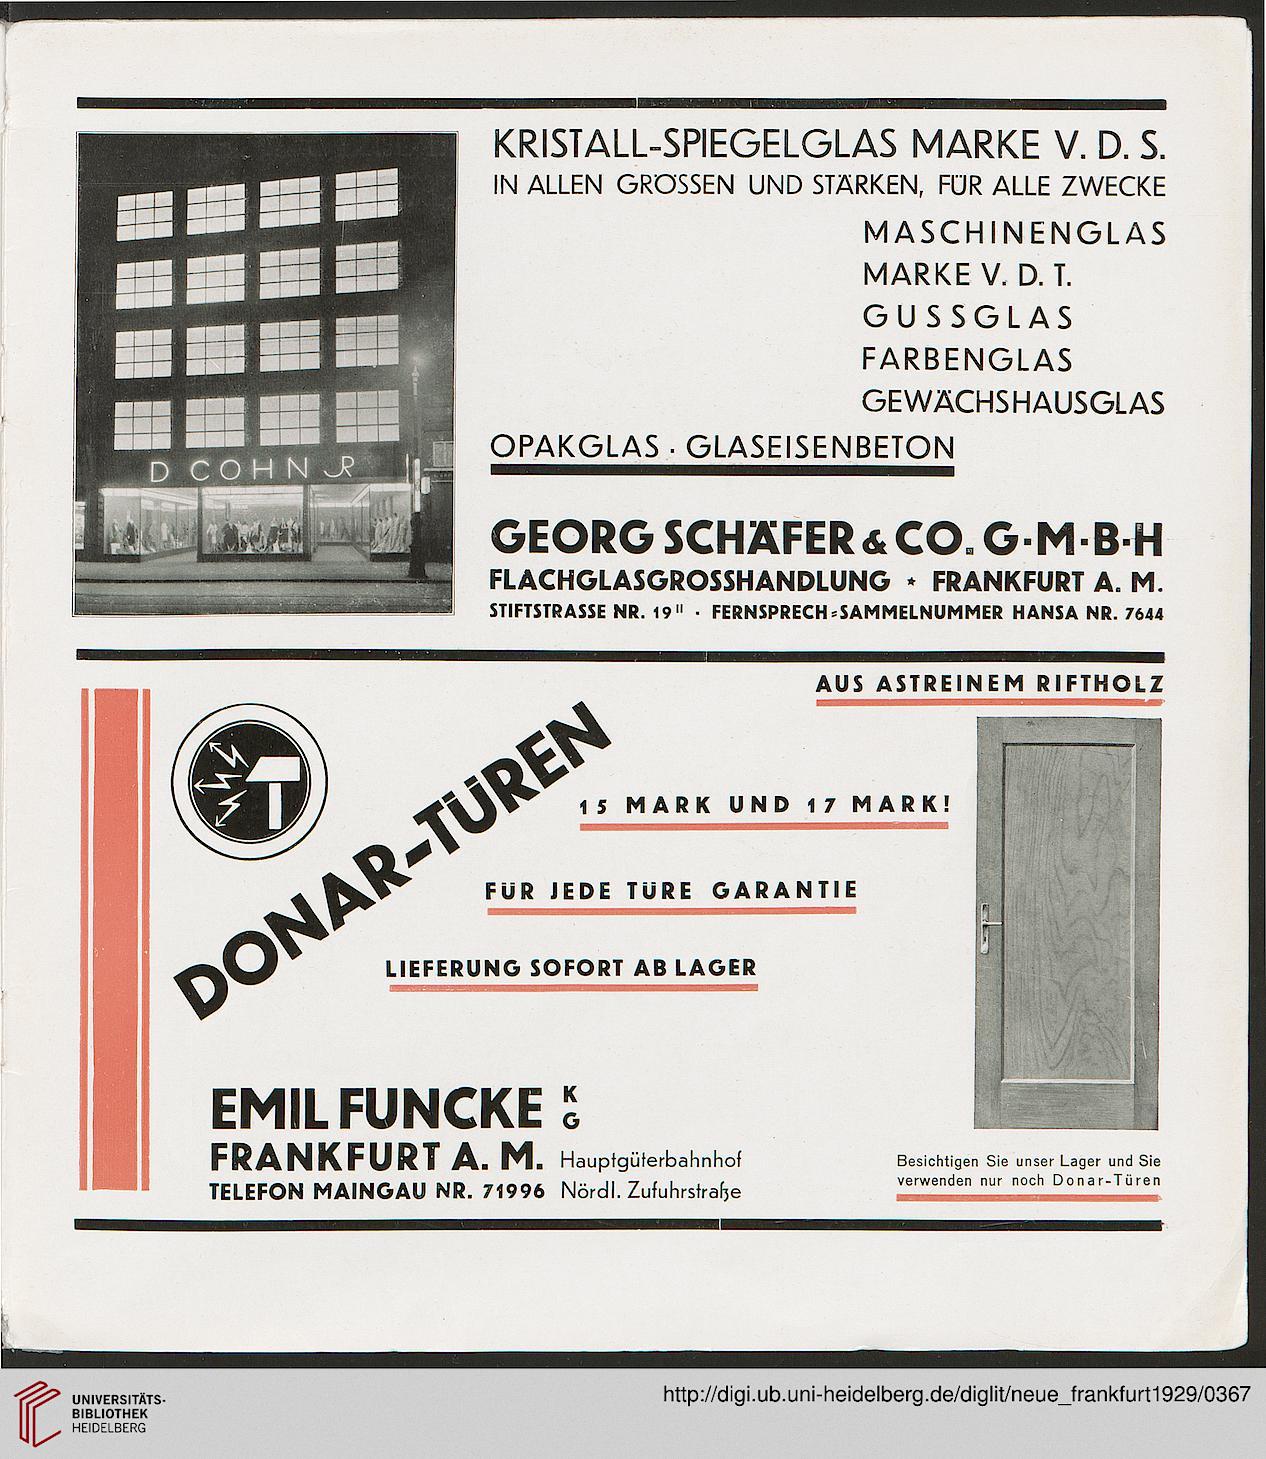 KRISTALL-SPIEGELGLAS MARKE V. D. S.
IN ALLEN GRÖSSEN UND STÄRKEN, FÜR ALLE ZWECKE
MASCHINENGLAS
MARKE V. D. T.
GUSSGLAS
FARBENGLAS
GEWÄCHSHAUSGLAS
OPAKGLAS · GLASEISENBETON
D COHN JR
GEORG SCHÄFER & CO. G·M·B·H
FLACHGLASGROSSHANDLUNG * FRANKFURT A. M.
STIFTSTRASSE NR. 19 II · FERNSPRECH=SAMMELNUMMER HANSA NR. 7644
AUS ASTREINEM RIFTHOLZ
DONAR-TÜREN
15 MARK UND 17 MARK!
FÜR JEDE TÜRE GARANTIE
LIEFERUNG SOFORT AB LAGER
EMIL FUNCKE KG
FRANKFURT A. M. Hauptgüterbahnhof
TELEFON MAINGAU NR. 71996 Nördl. Zufuhrstraße
Besichtigen Sie unser Lager und Sie
verwenden nur noch Donar-Türen
UNIVERSITÄTS-
BIBLIOTHEK
HEIDELBERG
http://digi.ub.uni-heidelberg.de/diglit/neue_frankfurt1929/0367